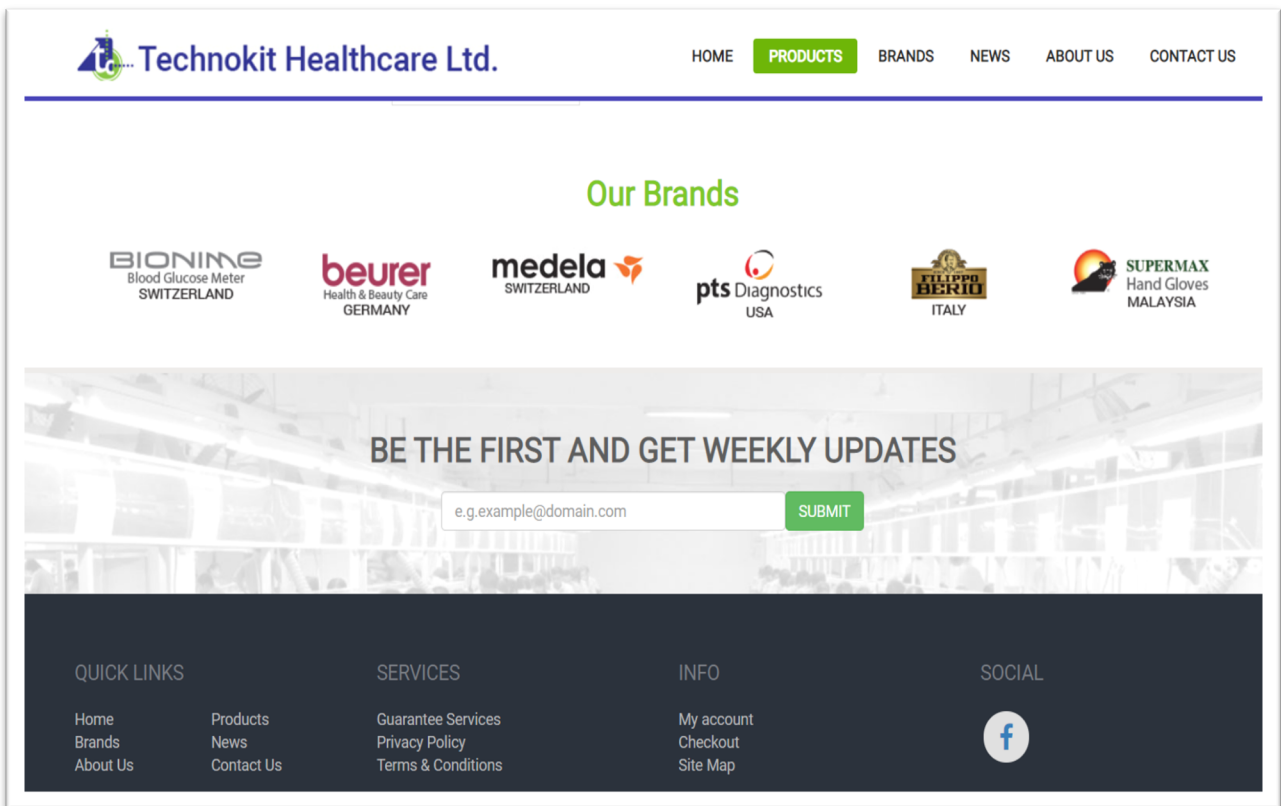 Technokit Healthcare Ltd.
HOME PRODUCTS BRANDS NEWS ABOUT US CONTACT US
Our Brands
BIONIME
Blood Glucose Meter
SWITZERLAND
beurer
Health & Beauty Care
GERMANY
medela
SWITZERLAND
pts Diagnostics
USA
FILIPPO
BERIO
ITALY
SUPERMAX
Hand Gloves
MALAYSIA
BE THE FIRST AND GET WEEKLY UPDATES
e.g.example@domain.com SUBMIT
QUICK LINKS
Home Products
Brands News
About Us Contact Us
SERVICES
Guarantee Services
Privacy Policy
Terms & Conditions
INFO
My account
Checkout
Site Map
SOCIAL
f